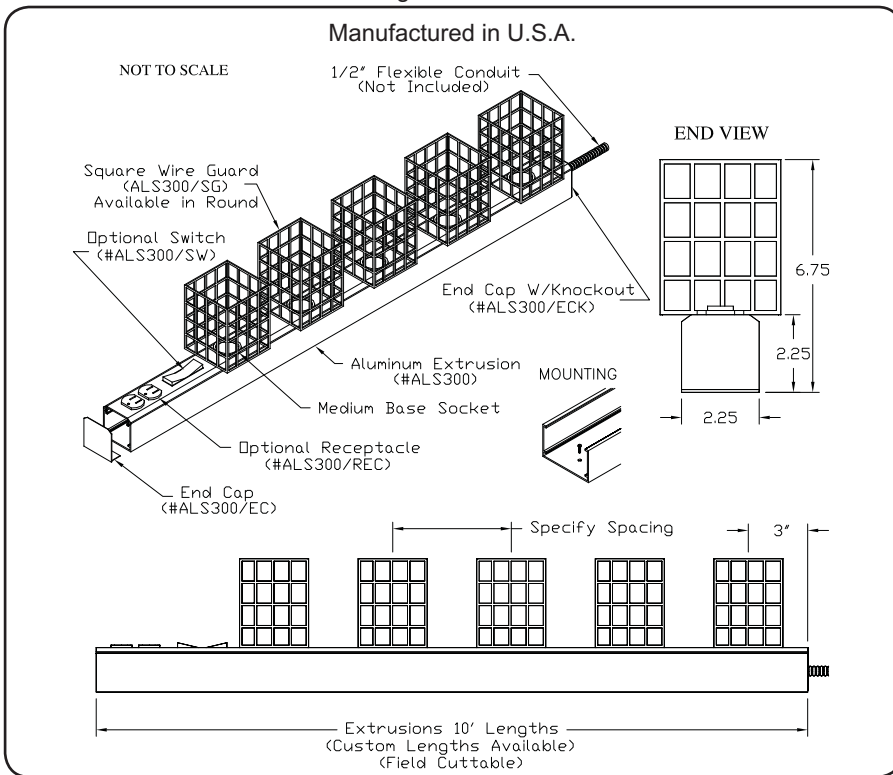 Manufactured in U.S.A.
NOT TO SCALE
1/2" Flexible Conduit
(Not Included)
END VIEW
Square Wire Guard
(ALS300/SG)
Available in Round
Optional Switch
(#ALS300/SW)
6.75
End Cap W/Knockout
(#ALS300/ECK)
2.25
Aluminum Extrusion
(#ALS300)
MOUNTING
Medium Base Socket
2.25
Optional Receptacle
(#ALS300/REC)
End Cap
(#ALS300/EC)
Specify Spacing
3"
Extrusions 10' Lengths
(Custom Lengths Available)
(Field Cuttable)